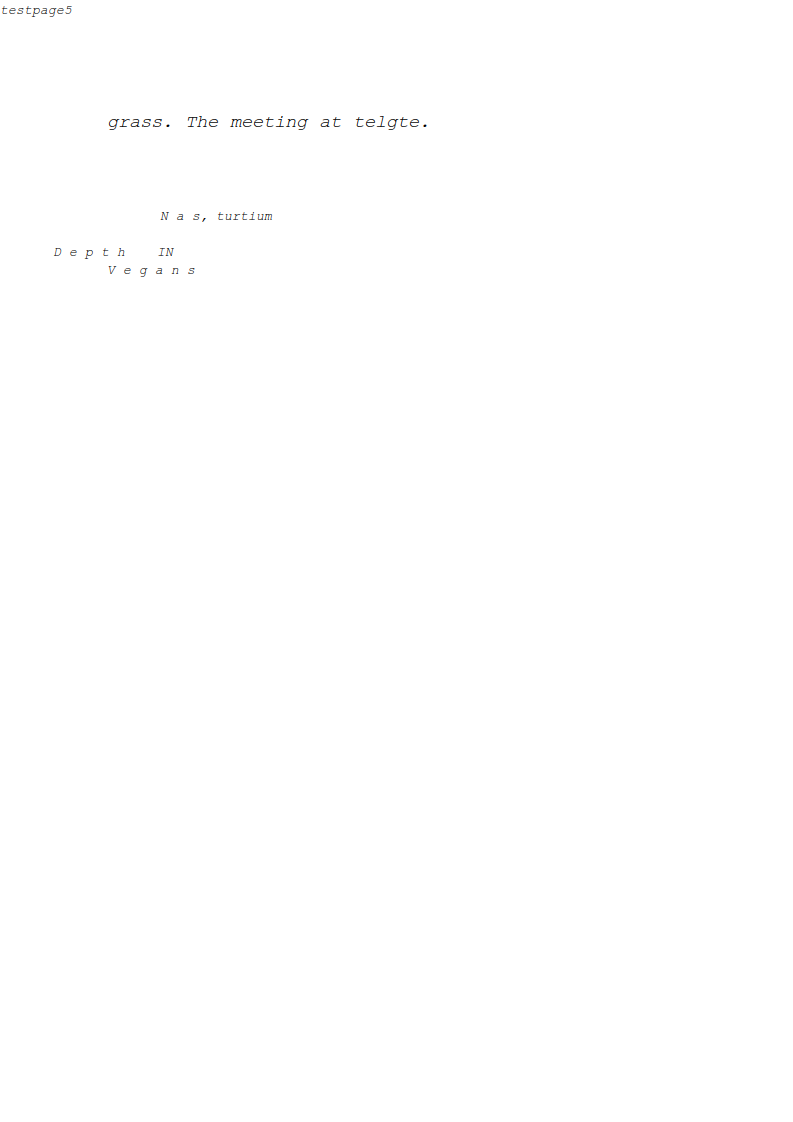 testpage5
grass. The meeting at telgte.
N a s, turtium
D e p t h    IN
V e g a n s